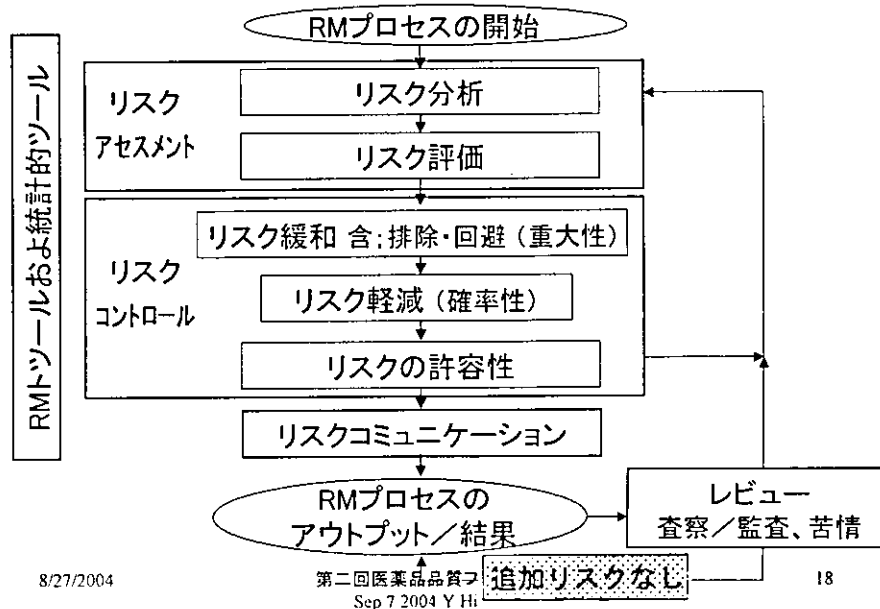 RMプロセスの開始
RMトツールおよ統計的ツール
リスク
アセスメント
リスク分析
リスク評価
リスク
コントロール
リスク緩和 含;排除・回避（重大性）
リスク軽減（確率性）
リスクの許容性
リスクコミュニケーション
RMプロセスの
アウトプット／結果
レビュー
査察／監査、苦情
追加リスクなし
8/27/2004
第二回医薬品品質フ
Sep 7 2004 Y Hi
18